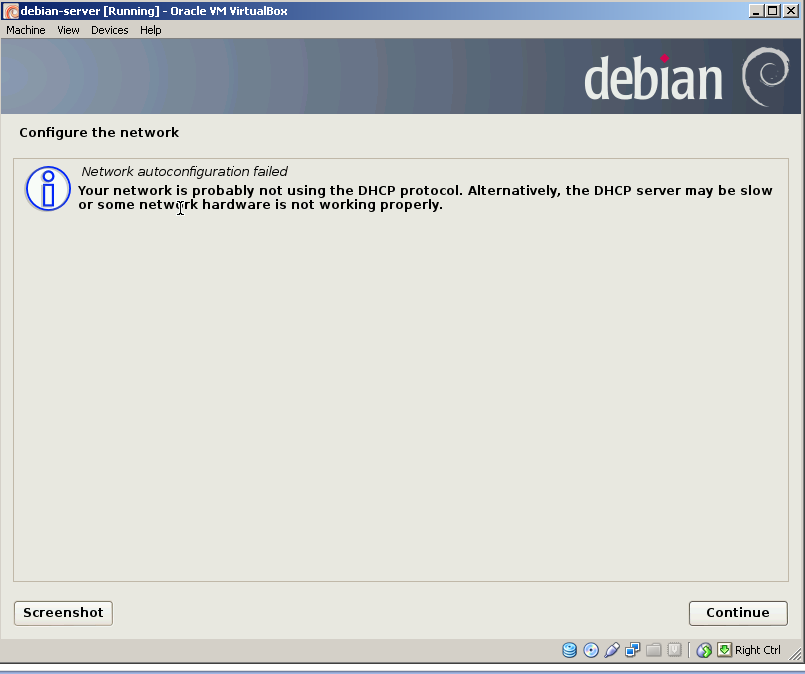 debian-server [Running] - Oracle VM VirtualBox
Machine View Devices Help
debian
Configure the network
Network autoconfiguration failed
Your network is probably not using the DHCP protocol. Alternatively, the DHCP server may be slow
or some network hardware is not working properly.
Screenshot
Continue
Right Ctrl